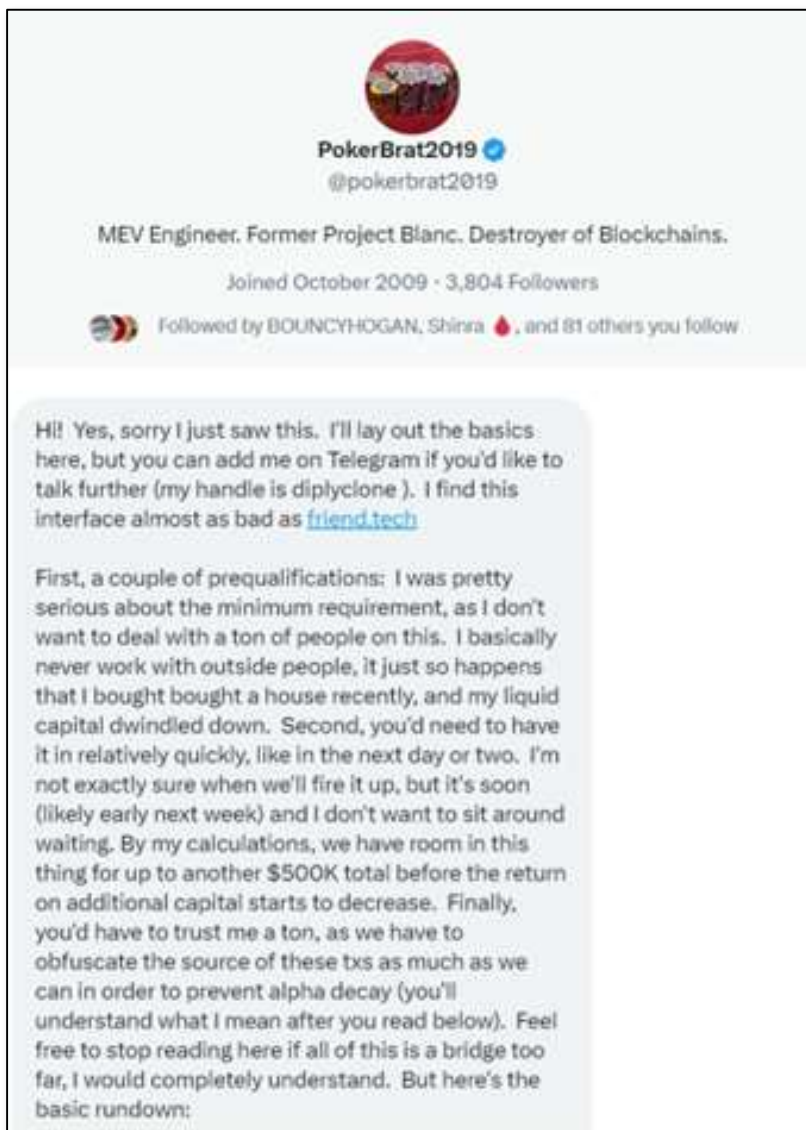 PokerBrat2019
@pokerbrat2019
MEV Engineer. Former Project Blanc. Destroyer of Blockchains.
Joined October 2009 · 3,804 Followers
Followed by BOUNCYHOGAN, Shinra 🩸, and 81 others you follow
Hi! Yes, sorry I just saw this. I'll lay out the basics
here, but you can add me on Telegram if you'd like to
talk further (my handle is diplyclone ). I find this
interface almost as bad as friend.tech
First, a couple of prequalifications: I was pretty
serious about the minimum requirement, as I don't
want to deal with a ton of people on this. I basically
never work with outside people, it just so happens
that I bought bought a house recently, and my liquid
capital dwindled down. Second, you'd need to have
it in relatively quickly, like in the next day or two. I'm
not exactly sure when we'll fire it up, but it's soon
(likely early next week) and I don't want to sit around
waiting. By my calculations, we have room in this
thing for up to another $500K total before the return
on additional capital starts to decrease. Finally,
you'd have to trust me a ton, as we have to
obfuscate the source of these txs as much as we
can in order to prevent alpha decay (you'll
understand what I mean after you read below). Feel
free to stop reading here if all of this is a bridge too
far, I would completely understand. But here's the
basic rundown: